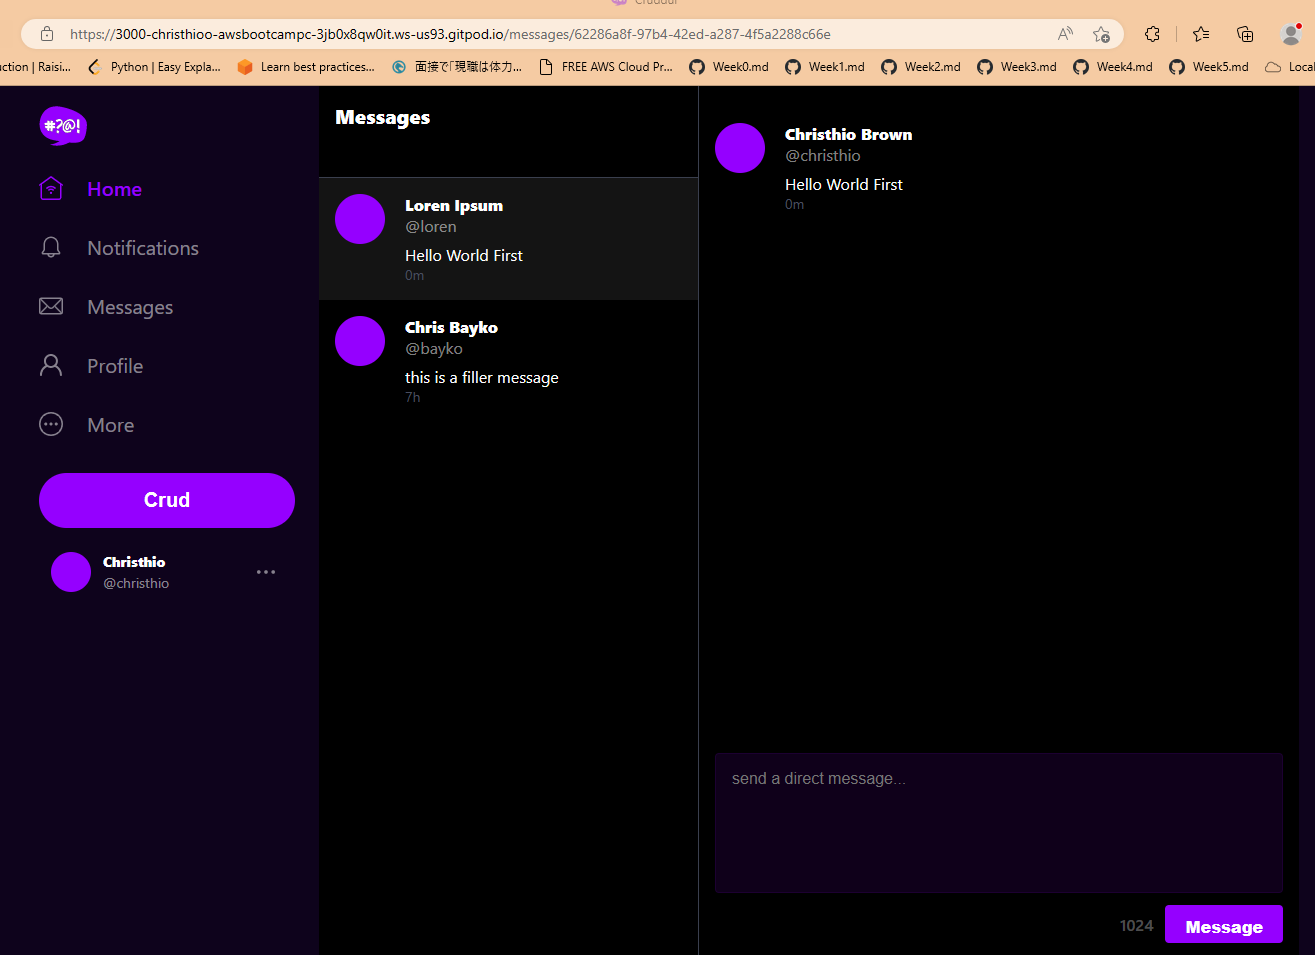 Cruddur
https://3000-christhioo-awsbootcampc-3jb0x8qw0it.ws-us93.gitpod.io/messages/62286a8f-97b4-42ed-a287-4f5a2288c66e
uction | Raisi... Python | Easy Expla... Learn best practices... 面接で「現職は体力... FREE AWS Cloud Pr... Week0.md Week1.md Week2.md Week3.md Week4.md Week5.md Local
#?@!
Home
Notifications
Messages
Profile
More
Crud
Christhio
@christhio
Messages
Loren Ipsum
@loren
Hello World First
0m
Chris Bayko
@bayko
this is a filler message
7h
Christhio Brown
@christhio
Hello World First
0m
send a direct message...
1024 Message